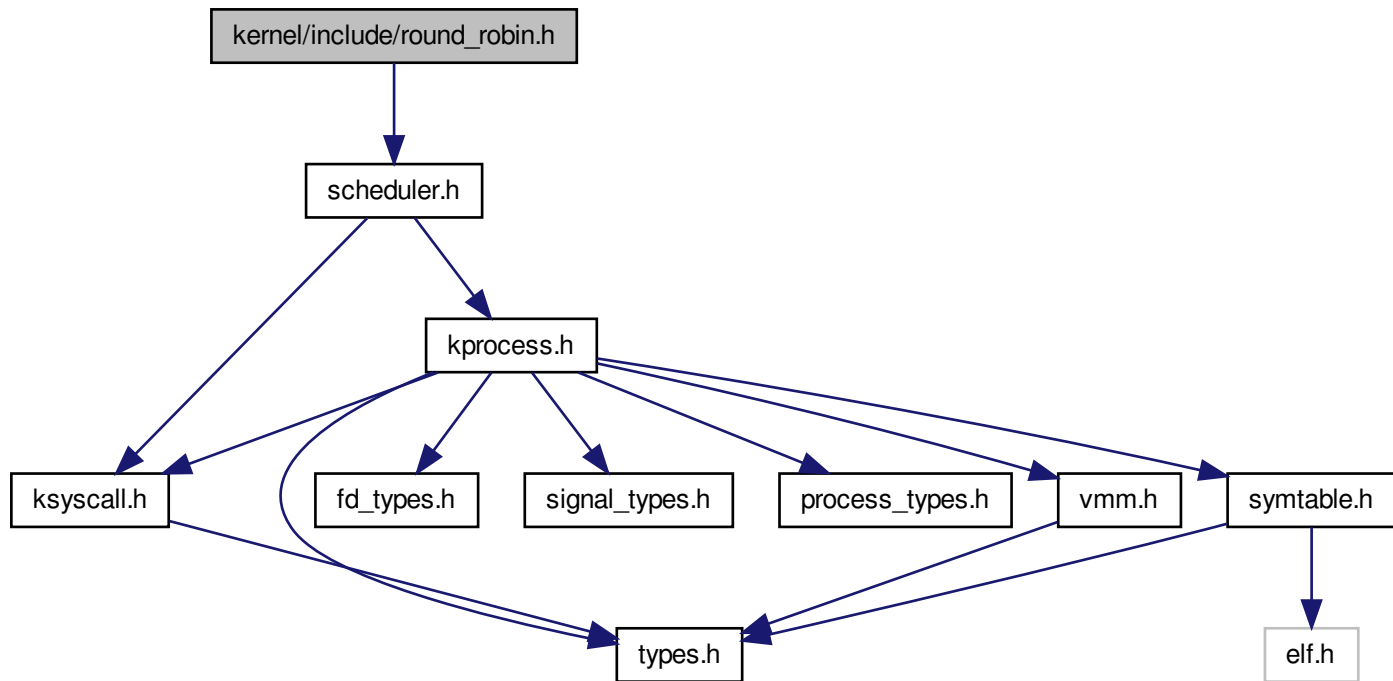 kernel/include/round_robin.h
scheduler.h
kprocess.h
ksyscall.h
fd_types.h
signal_types.h
process_types.h
vmm.h
symtable.h
types.h
elf.h